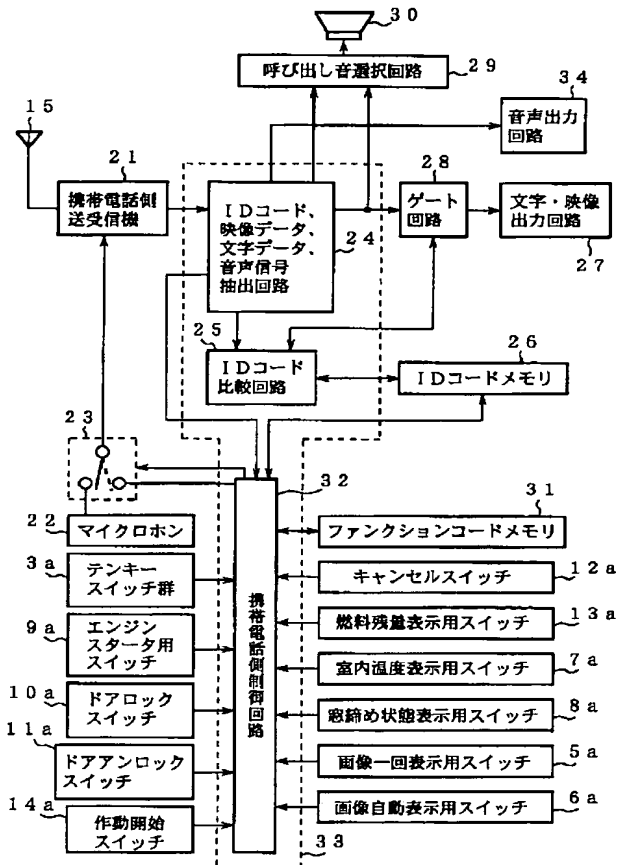 ３０
呼び出し音選択回路
２９
３４
音声出力
回路
１５
２１
携帯電話側
送受信機
ＩＤコード、
映像データ、
文字データ、
音声信号
抽出回路
２４
２８
ゲート
回路
文字・映像
出力回路
２７
２５
ＩＤコード
比較回路
２６
ＩＤコードメモリ
２３
３２
携帯電話側制御回路
２２
マイクロホン
３１
ファンクションコードメモリ
３ａ
テンキー
スイッチ群
キャンセルスイッチ
１２ａ
９ａ
エンジン
スタータ用
スイッチ
燃料残量表示用スイッチ
１３ａ
１０ａ
ドアロック
スイッチ
室内温度表示用スイッチ
７ａ
１１ａ
ドアアンロック
スイッチ
窓締め状態表示用スイッチ
８ａ
画像一回表示用スイッチ
５ａ
１４ａ
作動開始
スイッチ
画像自動表示用スイッチ
６ａ
３３